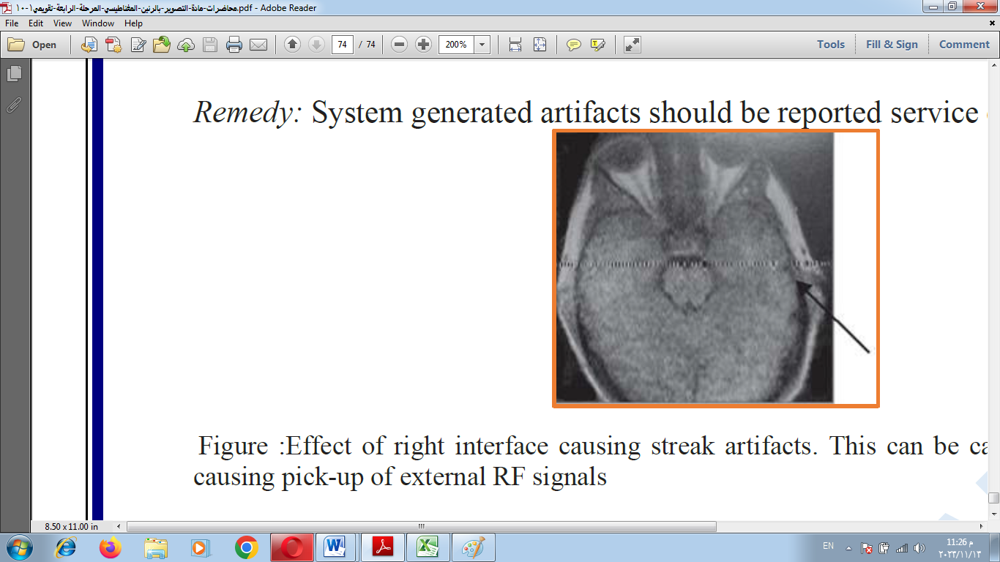 محاضرات-مادة-التصوير-بالرنين-المغناطيسي-المرحلة-الرابعة-تقويمي١-١٠.pdf - Adobe Reader
File Edit View Window Help
Open 74 / 74 200% Tools Fill & Sign Comment
Remedy: System generated artifacts should be reported service
Figure :Effect of right interface causing streak artifacts. This can be ca
causing pick-up of external RF signals
8.50 x 11.00 in
EN
11:26 م
٢٠٢٣/١١/١٣